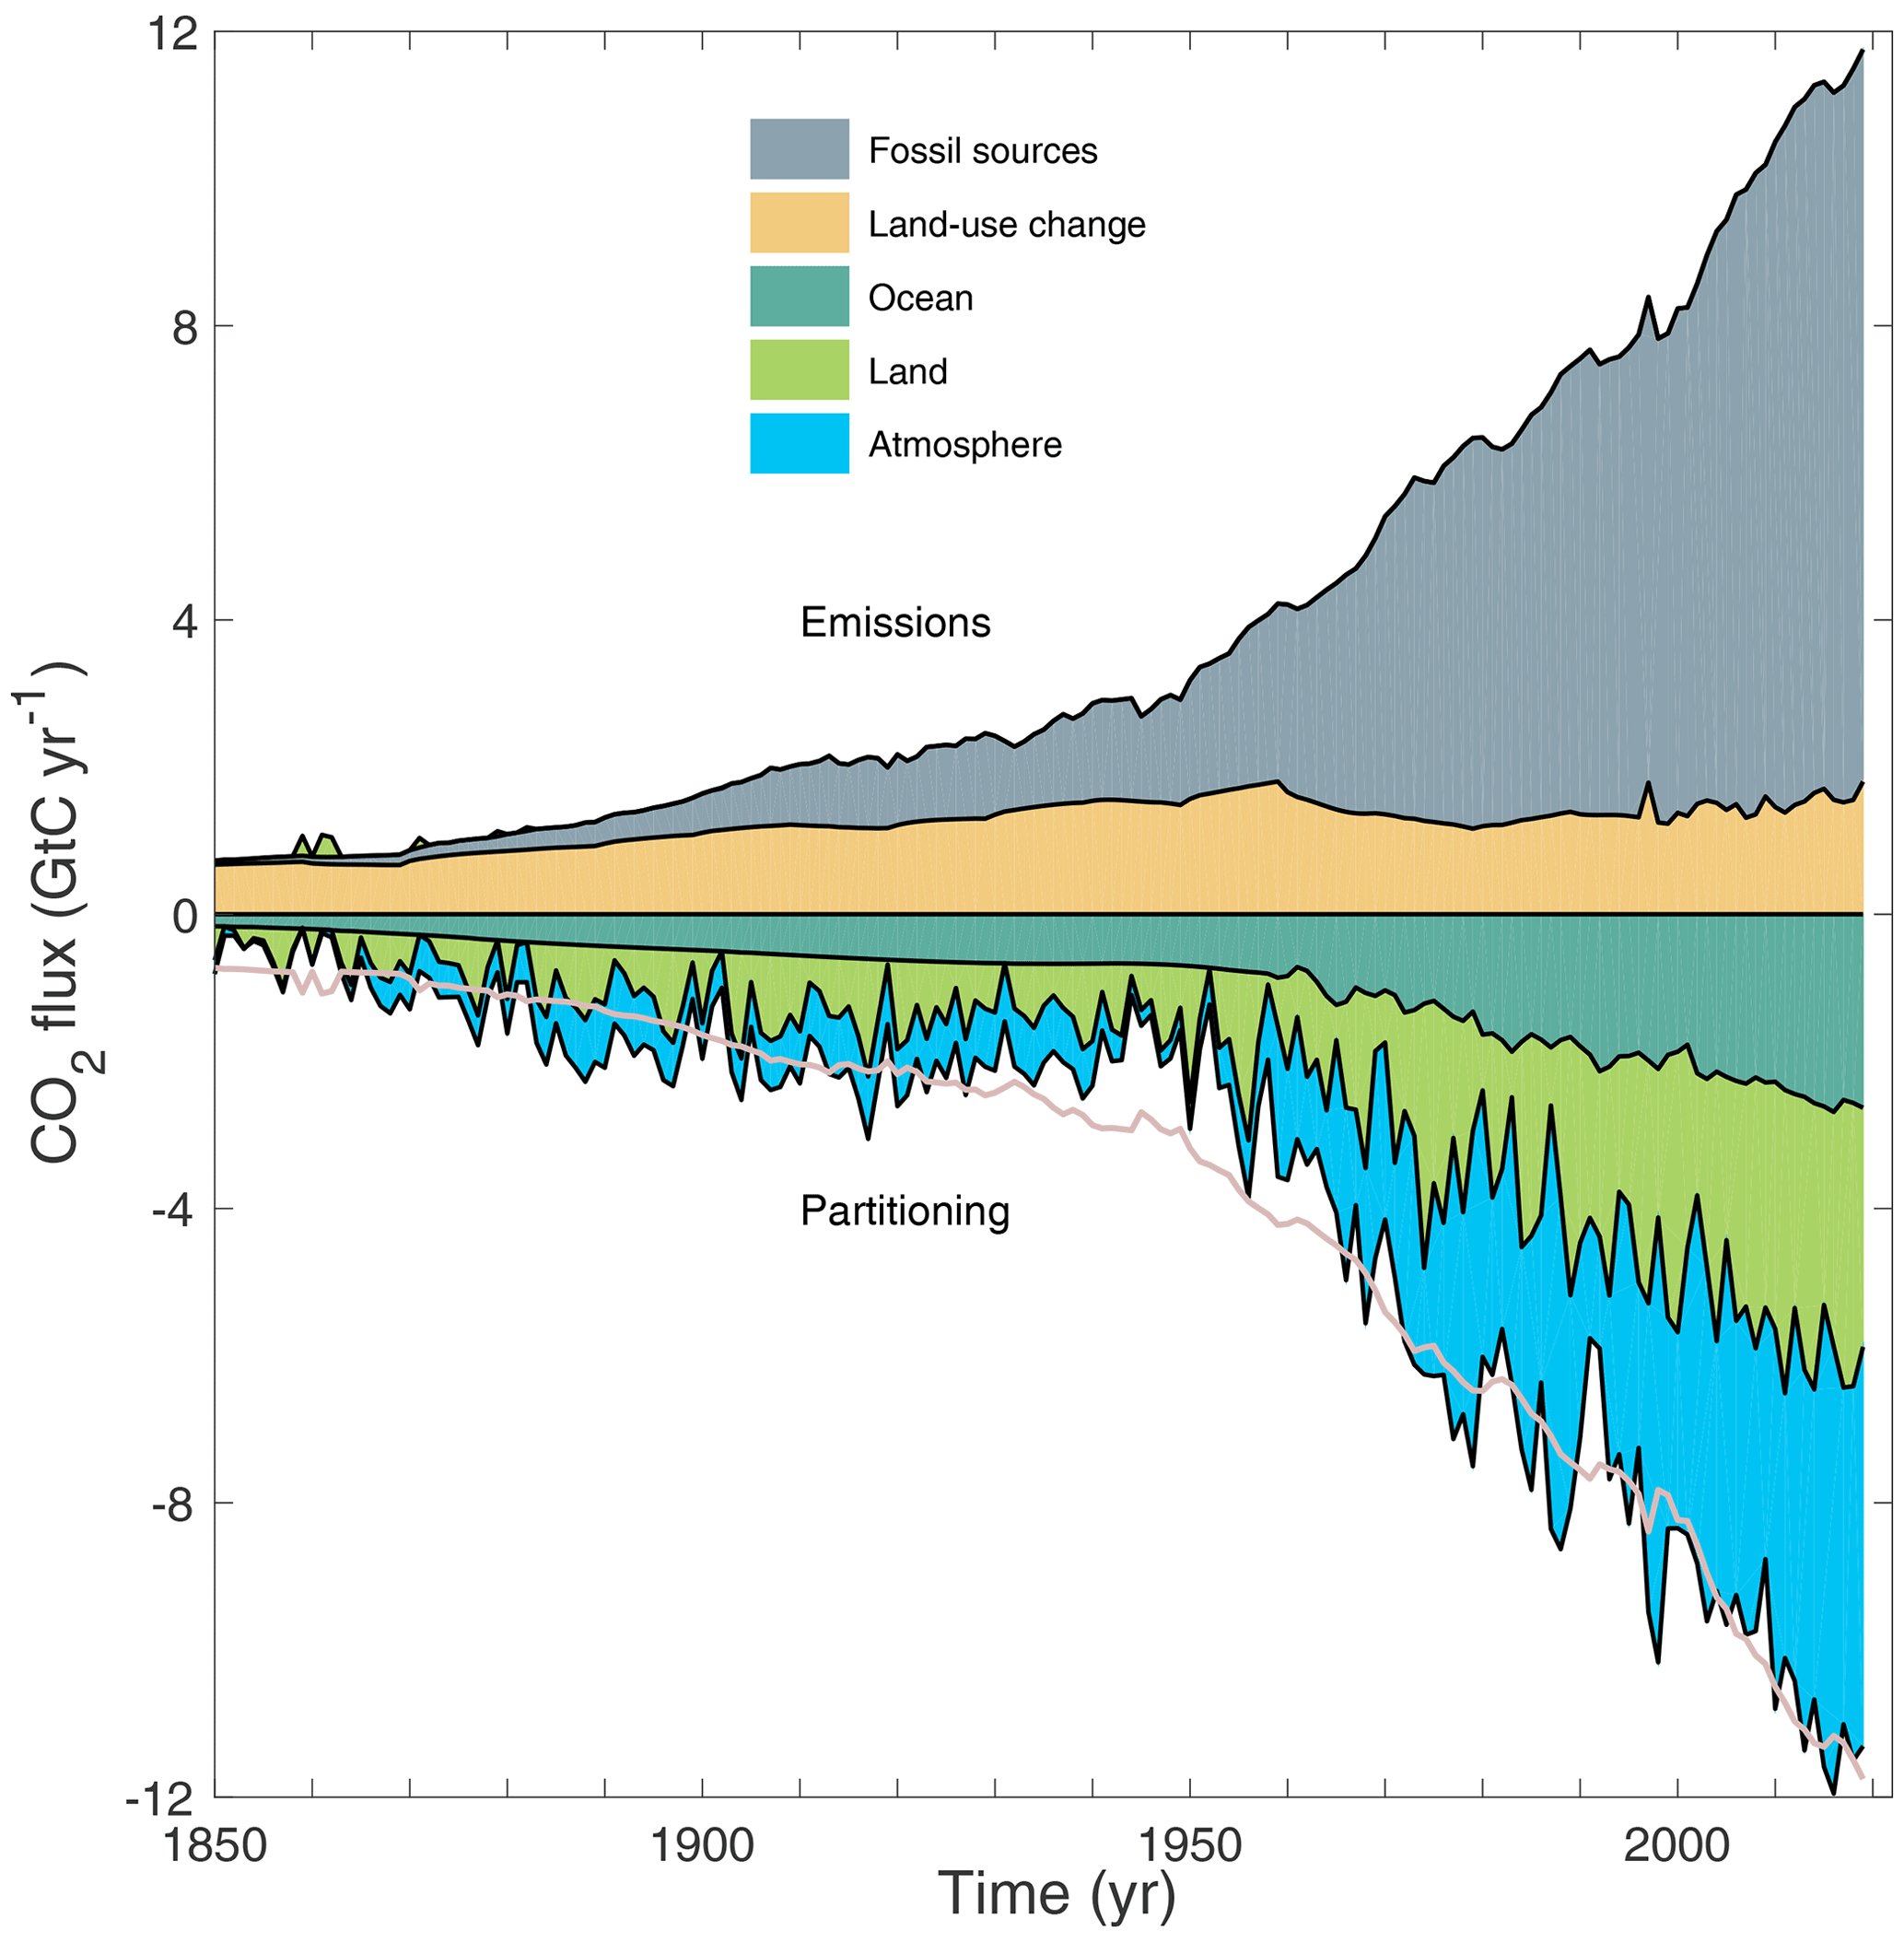 12
8
4
0
-4
-8
-12
CO2 flux (GtC yr-1)
Fossil sources
Land-use change
Ocean
Land
Atmosphere
Emissions
Partitioning
1850 1900 1950 2000
Time (yr)